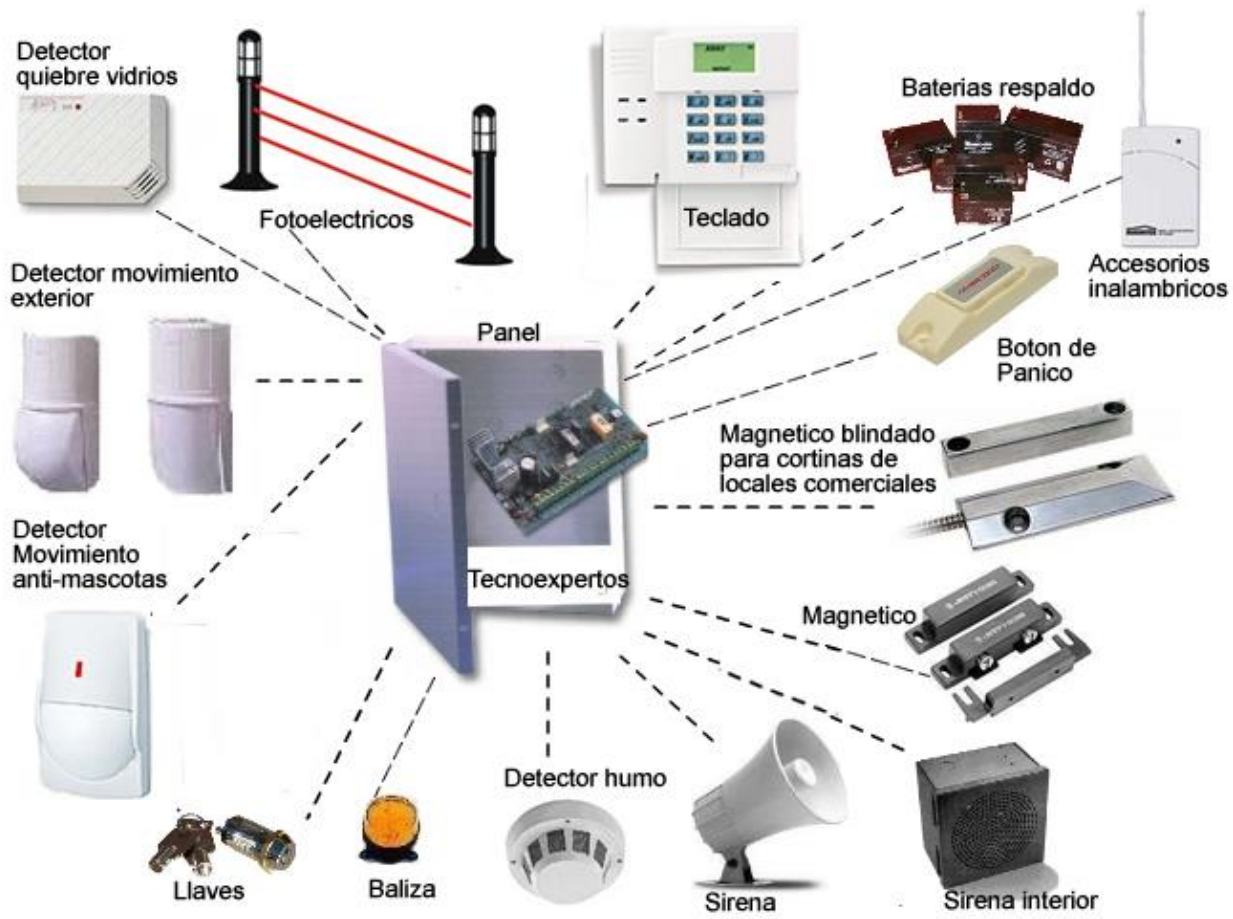 Detector
quiebre vidrios
Fotoelectricos
Teclado
Baterias respaldo
Accesorios
inalambricos
Detector movimiento
exterior
Panel
Boton de
Panico
Magnetico blindado
para cortinas de
locales comerciales
Detector
Movimiento
anti-mascotas
Tecnoexpertos
Magnetico
Detector humo
Llaves
Baliza
Sirena
Sirena interior